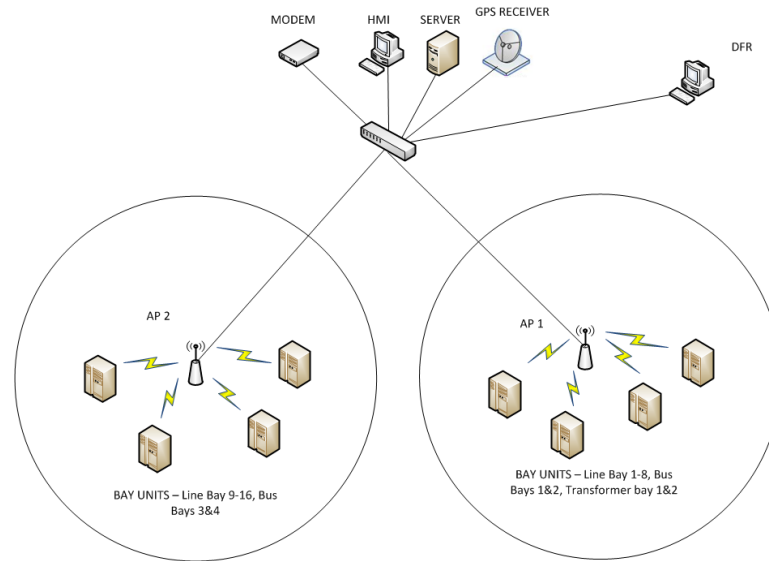 MODEM
HMI
SERVER
GPS RECEIVER
DFR
AP 2
AP 1
BAY UNITS – Line Bay 9-16, Bus
Bays 3&4
BAY UNITS – Line Bay 1-8, Bus
Bays 1&2, Transformer bay 1&2